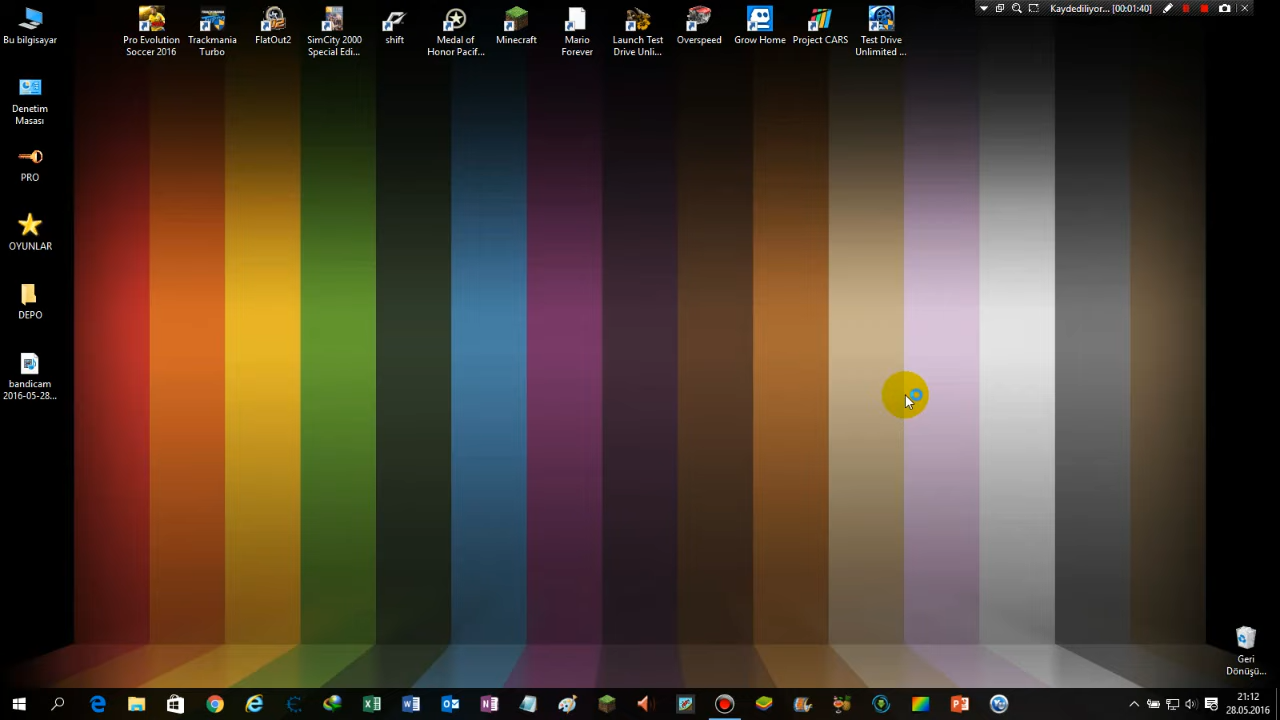 Kaydediliyor... [00:01:40]
Bu bilgisayar
Pro Evolution
Soccer 2016
Trackmania
Turbo
FlatOut2
SimCity 2000
Special Edi...
shift
Medal of
Honor Pacif...
Minecraft
Mario
Forever
Launch Test
Drive Unli...
Overspeed
Grow Home
Project CARS
Test Drive
Unlimited ...
Denetim
Masası
PRO
OYUNLAR
DEPO
bandicam
2016-05-28...
Geri
Dönüşü...
21:12
28.05.2016